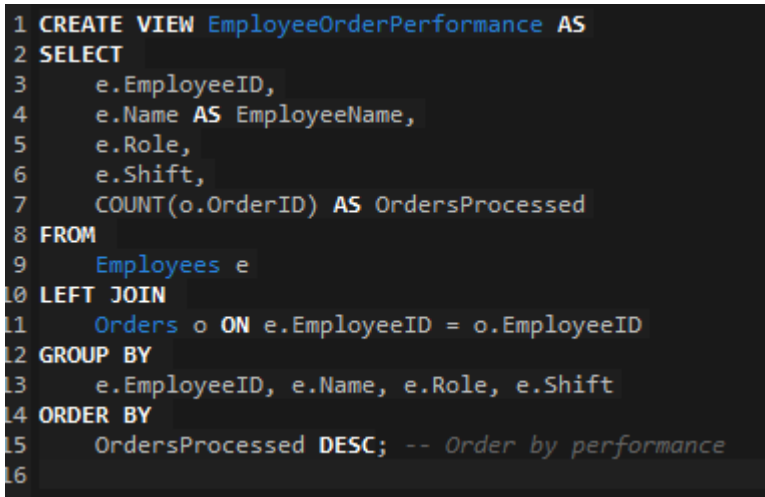 1 CREATE VIEW EmployeeOrderPerformance AS
2 SELECT
3     e.EmployeeID,
4     e.Name AS EmployeeName,
5     e.Role,
6     e.Shift,
7     COUNT(o.OrderID) AS OrdersProcessed
8 FROM
9     Employees e
10 LEFT JOIN
11     Orders o ON e.EmployeeID = o.EmployeeID
12 GROUP BY
13     e.EmployeeID, e.Name, e.Role, e.Shift
14 ORDER BY
15     OrdersProcessed DESC; -- Order by performance
16